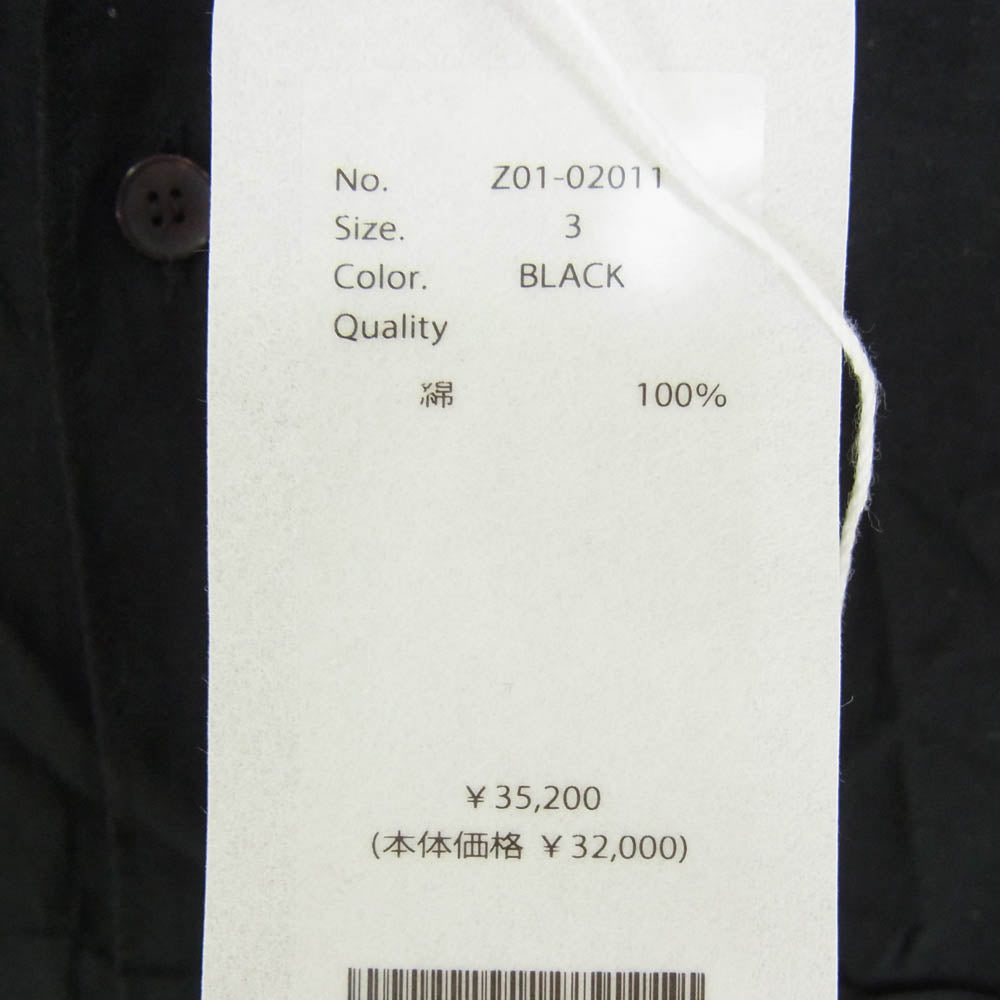 No. Z01-02011
Size. 3
Color. BLACK
Quality
綿 100%
¥35,200
(本体価格 ¥32,000)